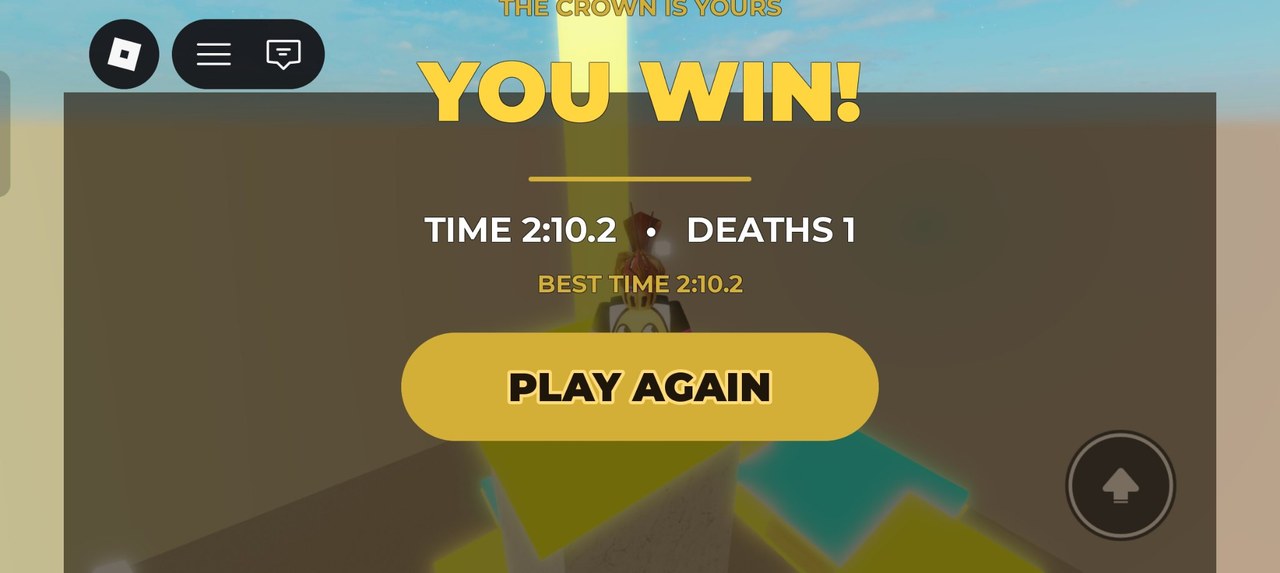 THE CROWN IS YOURS
YOU WIN!
TIME 2:10.2 • DEATHS 1
BEST TIME 2:10.2
PLAY AGAIN